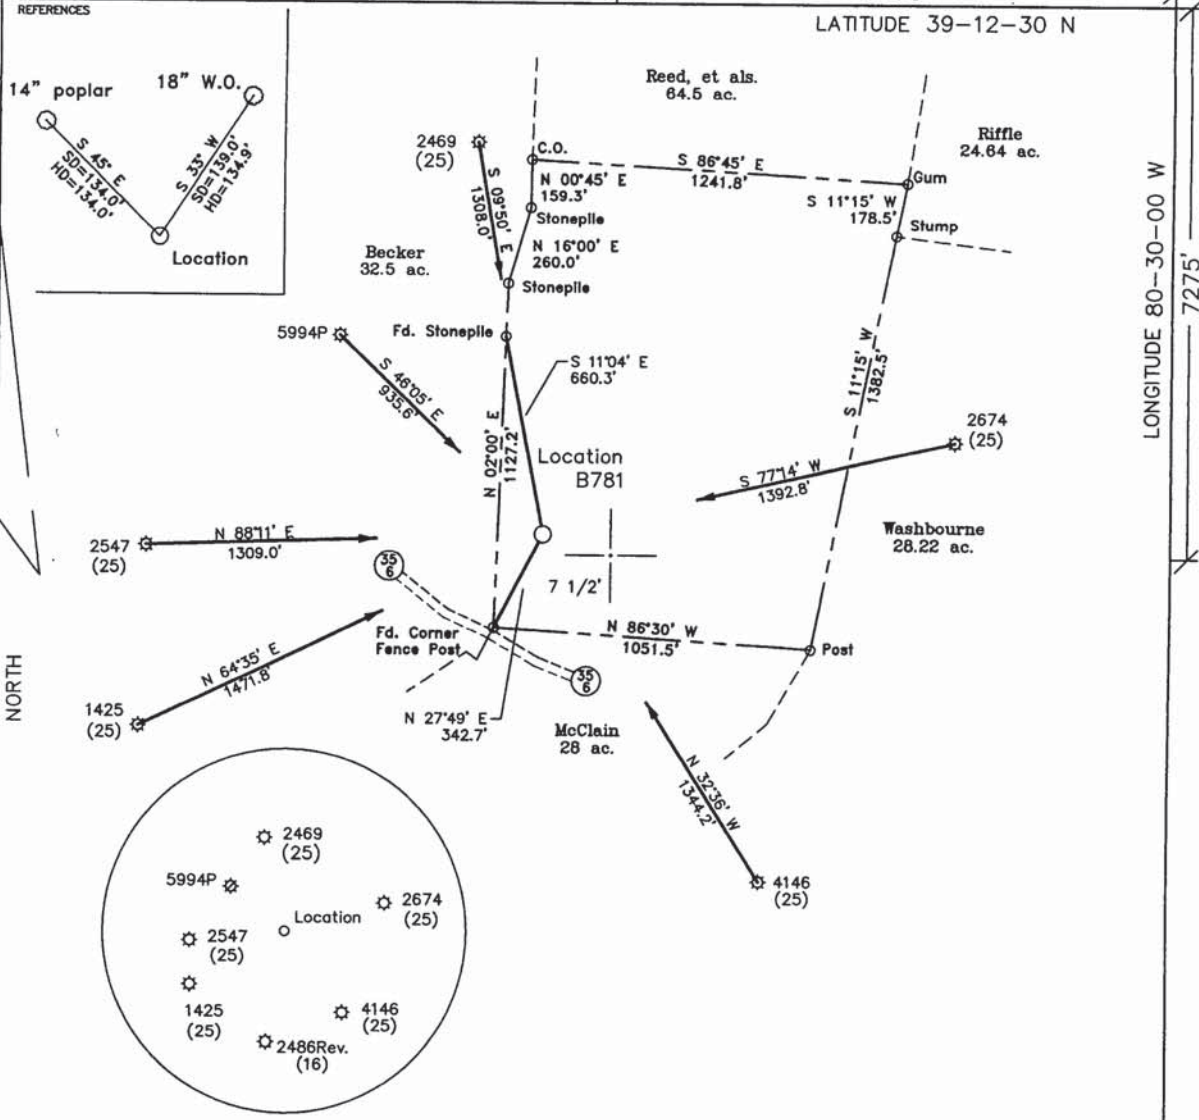 REFERENCES
14" poplar
18" W.O.
S 45° E
SD=134.0'
HD=134.0'
S 33° W
SD=139.0'
HD=134.9'
Location
LATITUDE 39-12-30 N
Reed, et als.
64.5 ac.
Riffle
24.64 ac.
2469
(25)
S 09°50' E
1308.0'
C.O.
S 86°45' E
1241.8'
Gum
N 00°45' E
159.3'
Stonepile
S 11°15' W
178.5'
Stump
N 16°00' E
260.0'
Stonepile
Becker
32.5 ac.
LONGITUDE 80-30-00 W
7275'
5994P
Fd. Stonepile
S 46°05' E
935.6'
S 11°04' E
660.3'
S 11°15' W
1382.5'
N 02°00' E
1127.2'
Location
B781
2674
(25)
S 77°14' W
1392.8'
Washbourne
28.22 ac.
2547
(25)
N 88°11' E
1309.0'
35
6
7 1/2'
Fd. Corner
Fence Post
N 86°30' W
1051.5'
Post
35
6
NORTH
N 64°35' E
1471.8'
1425
(25)
N 27°49' E
342.7'
McClain
28 ac.
N 32°36' W
1344.2'
4146
(25)
2469
(25)
5994P
2674
(25)
Location
2547
(25)
1425
(25)
4146
(25)
2486Rev.
(16)